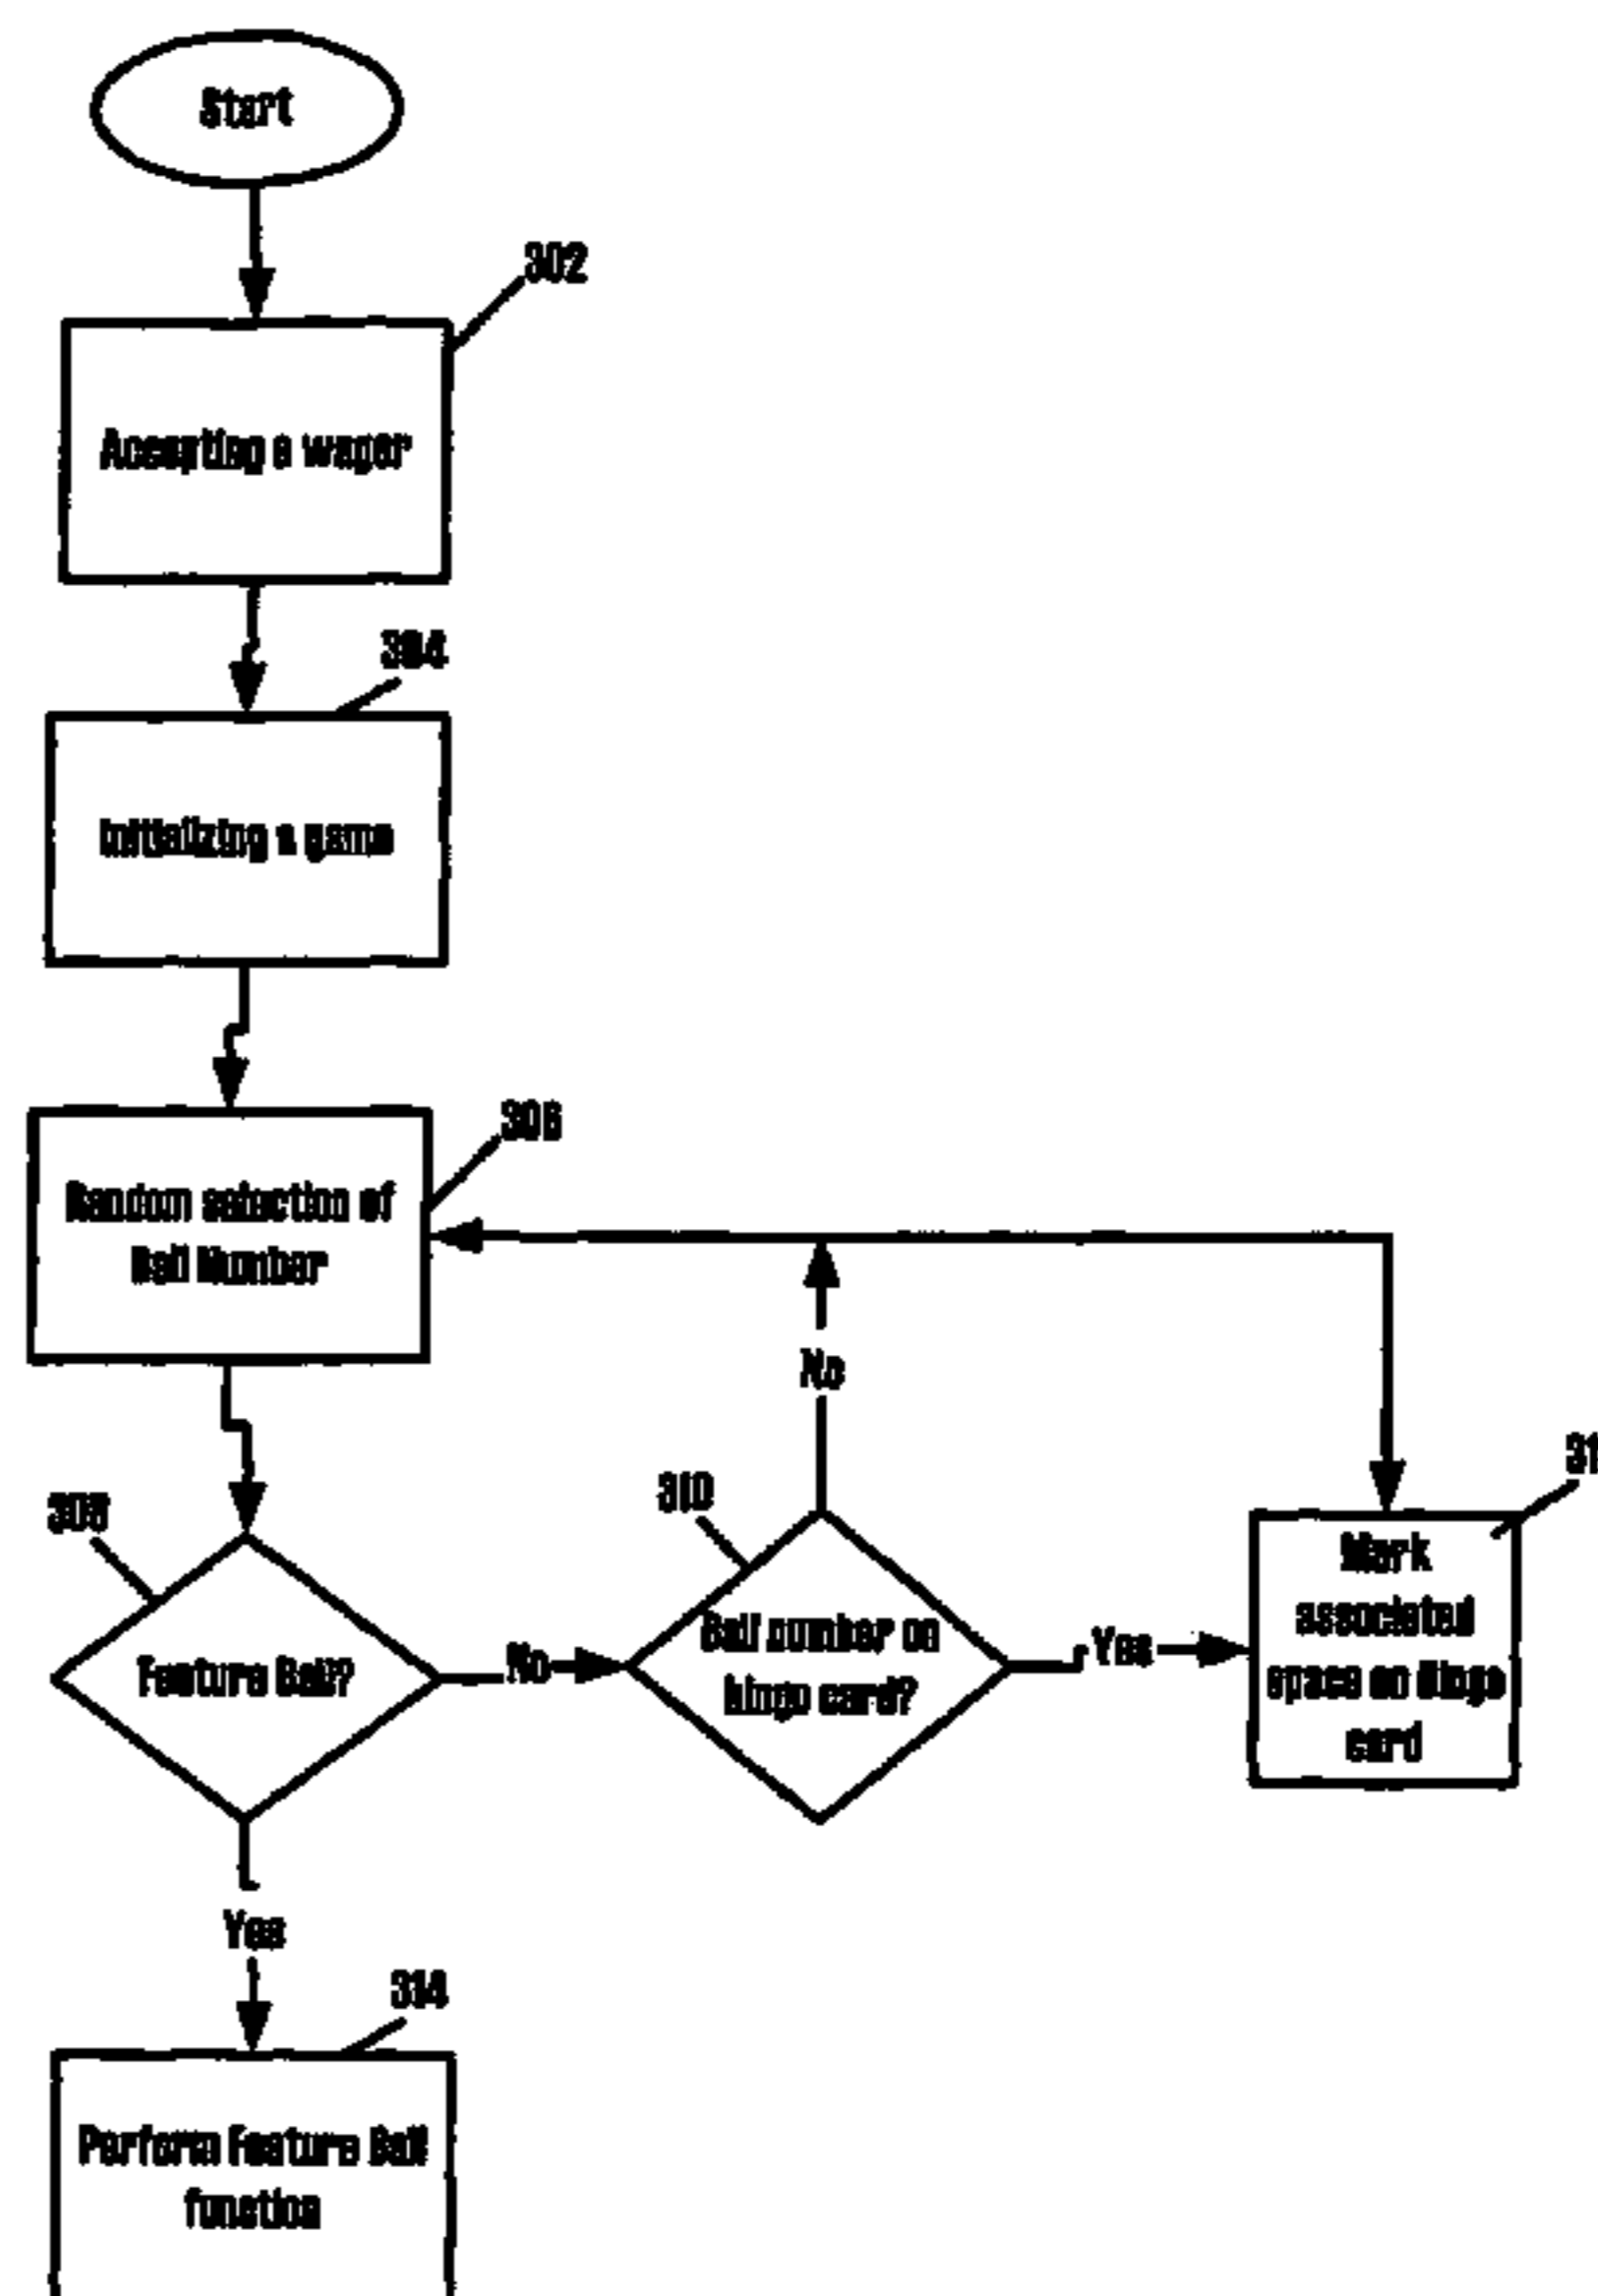 Start
302
Accepting a wager
304
Initializing a game
306
Random selection of
Ball Number
No
308
310
31
Mark
associated
space on Bingo
card
Ball number on
bingo card?
Yes
Feature Ball?
No
Yes
314
Perform Feature Ball
function